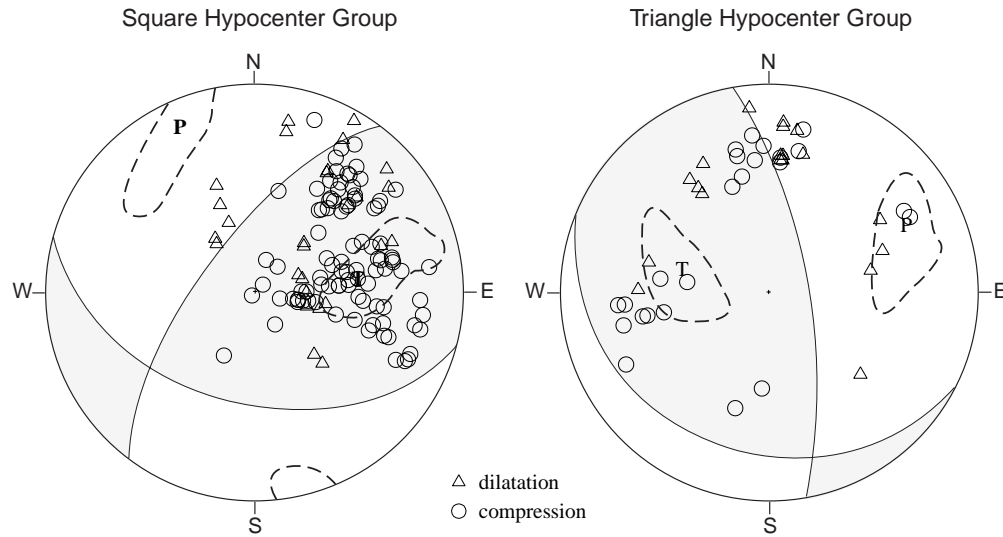 Square Hypocenter Group
Triangle Hypocenter Group
N
N
P
P
T
T
W
E
W
E
S
S
dilatation
compression